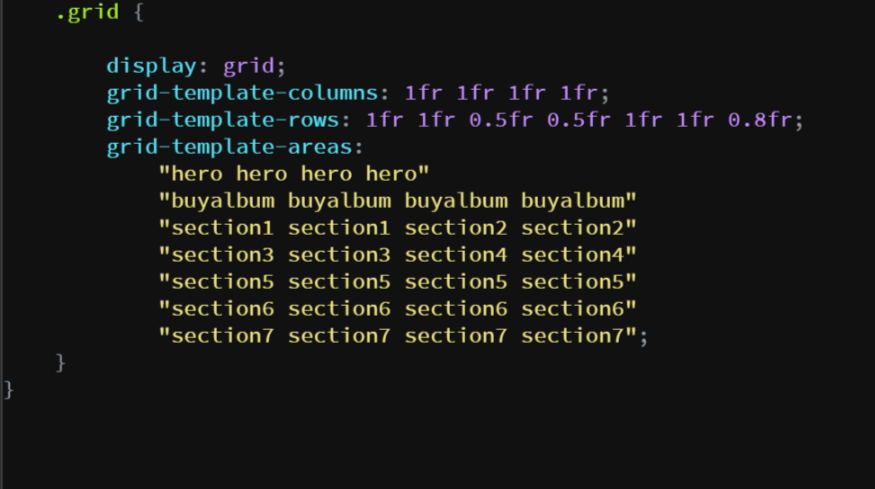 .grid {
display: grid;
grid-template-columns: 1fr 1fr 1fr 1fr;
grid-template-rows: 1fr 1fr 0.5fr 0.5fr 1fr 1fr 0.8fr;
grid-template-areas:
"hero hero hero hero"
"buyalbum buyalbum buyalbum buyalbum"
"section1 section1 section2 section2"
"section3 section3 section4 section4"
"section5 section5 section5 section5"
"section6 section6 section6 section6"
"section7 section7 section7 section7";
}
}